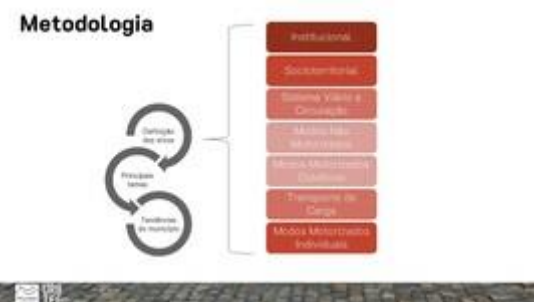 Metodologia
Institucional
Socioterritorial
Sistema Viário e
Circulação
Modos Não
Motorizados
Modos Motorizados
Coletivos
Transporte de
Carga
Modos Motorizados
Individuais
Definição
dos eixos
Principais
temas
Tendências
do município